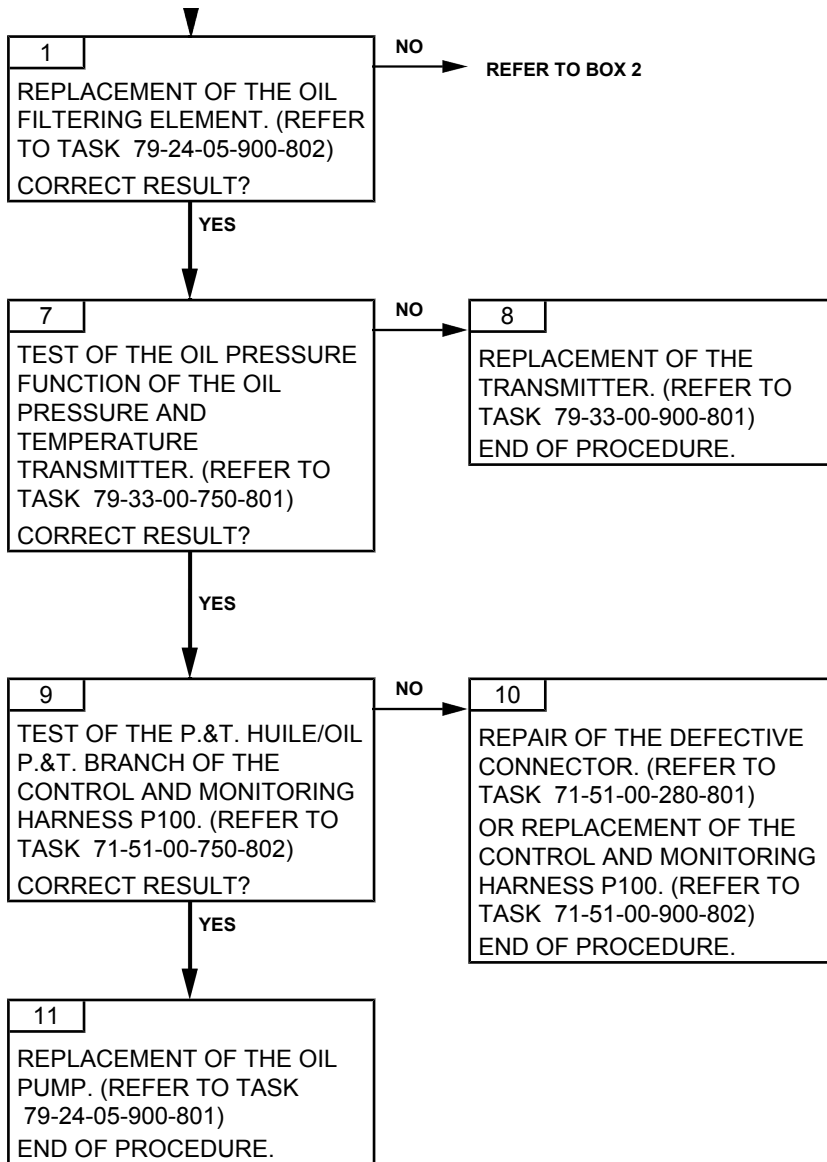 1
REPLACEMENT OF THE OIL
FILTERING ELEMENT. (REFER
TO TASK 79-24-05-900-802)
CORRECT RESULT?
NO
REFER TO BOX 2
YES
7
TEST OF THE OIL PRESSURE
FUNCTION OF THE OIL
PRESSURE AND
TEMPERATURE
TRANSMITTER. (REFER TO
TASK 79-33-00-750-801)
CORRECT RESULT?
NO
8
REPLACEMENT OF THE
TRANSMITTER. (REFER TO
TASK 79-33-00-900-801)
END OF PROCEDURE.
YES
9
TEST OF THE P.&T. HUILE/OIL
P.&T. BRANCH OF THE
CONTROL AND MONITORING
HARNESS P100. (REFER TO
TASK 71-51-00-750-802)
CORRECT RESULT?
NO
10
REPAIR OF THE DEFECTIVE
CONNECTOR. (REFER TO
TASK 71-51-00-280-801)
OR REPLACEMENT OF THE
CONTROL AND MONITORING
HARNESS P100. (REFER TO
TASK 71-51-00-900-802)
END OF PROCEDURE.
YES
11
REPLACEMENT OF THE OIL
PUMP. (REFER TO TASK
79-24-05-900-801)
END OF PROCEDURE.